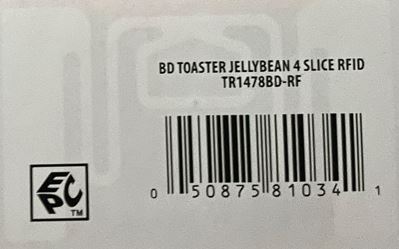 BD TOASTER JELLYBEAN 4 SLICE RFID
TR1478BD-RF
EPC TM
0 50875 81034 1